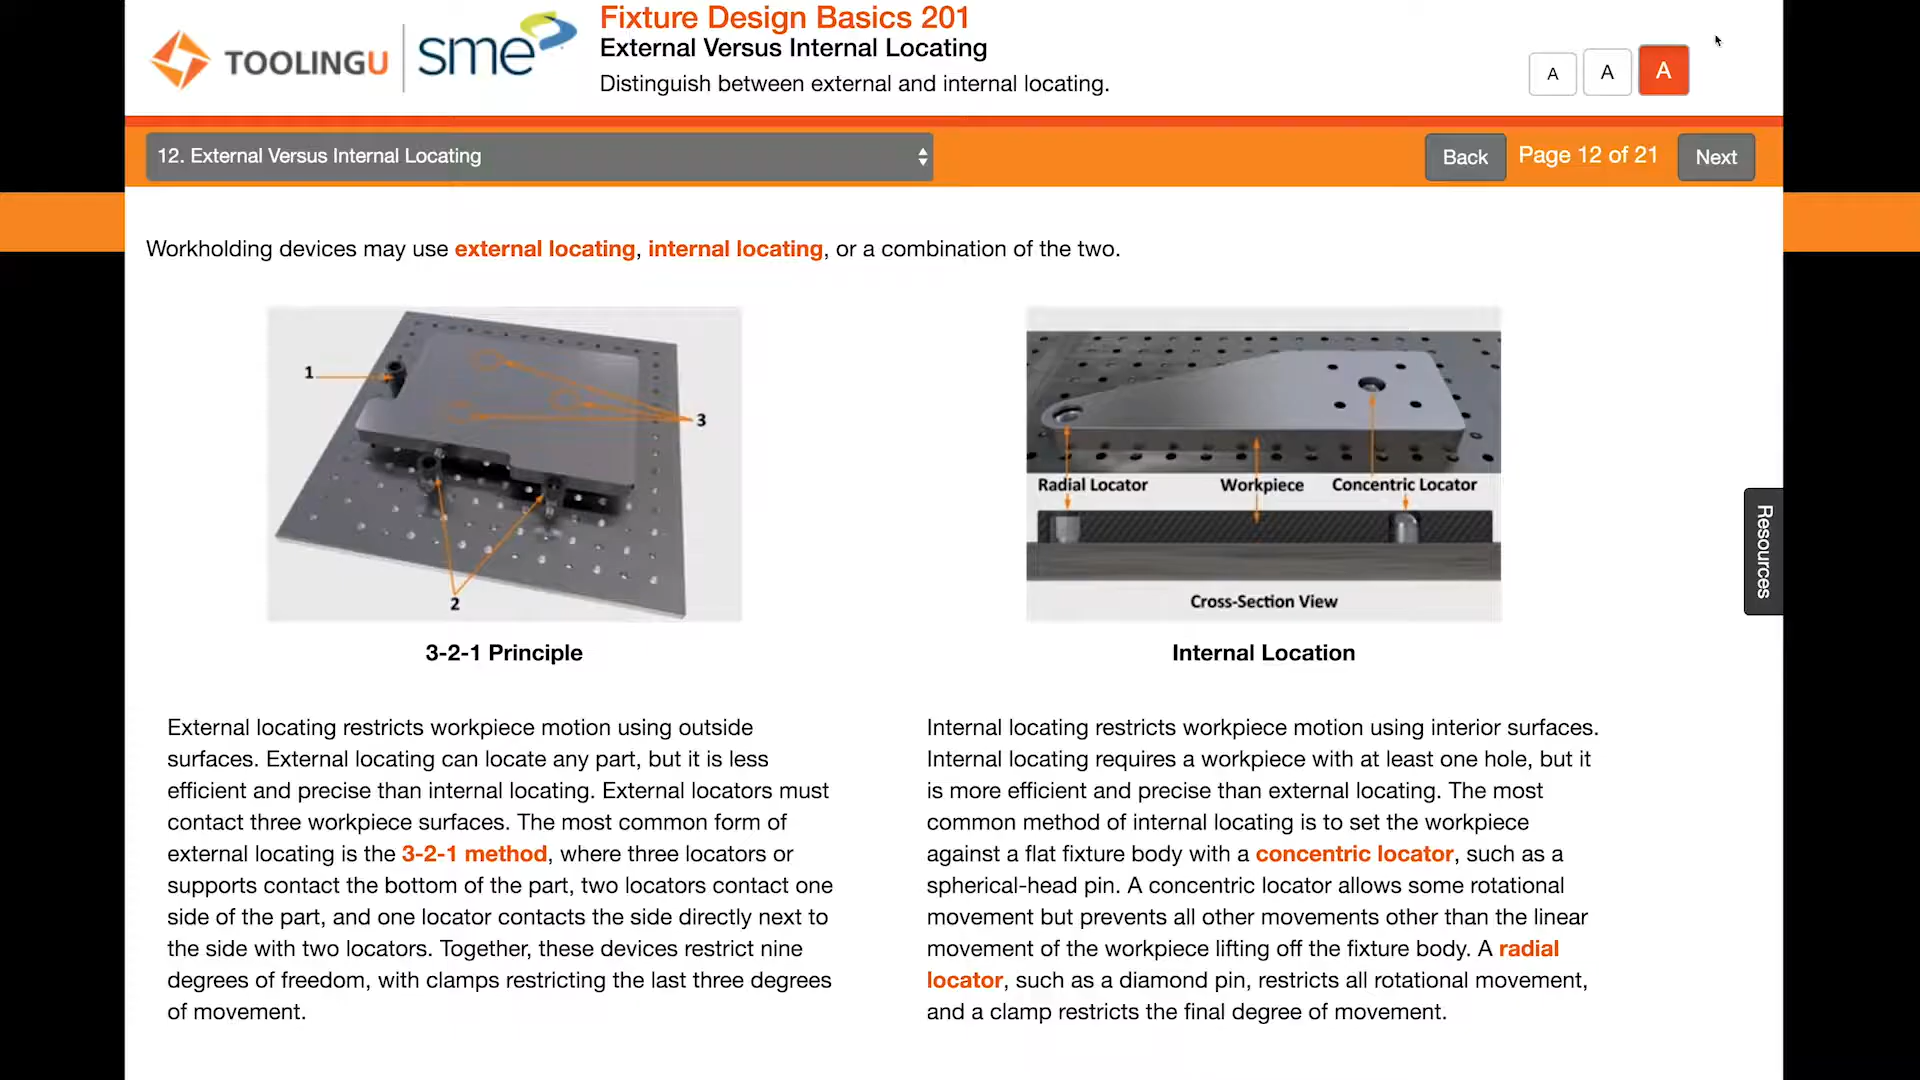 TOOLINGU
sme
Fixture Design Basics 201
External Versus Internal Locating
Distinguish between external and internal locating.
A
A
A
12. External Versus Internal Locating
Back
Page 12 of 21
Next
Workholding devices may use external locating, internal locating, or a combination of the two.
1
3
2
3-2-1 Principle
External locating restricts workpiece motion using outside
surfaces. External locating can locate any part, but it is less
efficient and precise than internal locating. External locators must
contact three workpiece surfaces. The most common form of
external locating is the 3-2-1 method, where three locators or
supports contact the bottom of the part, two locators contact one
side of the part, and one locator contacts the side directly next to
the side with two locators. Together, these devices restrict nine
degrees of freedom, with clamps restricting the last three degrees
of movement.
Radial Locator
Workpiece
Concentric Locator
Cross-Section View
Internal Location
Internal locating restricts workpiece motion using interior surfaces.
Internal locating requires a workpiece with at least one hole, but it
is more efficient and precise than external locating. The most
common method of internal locating is to set the workpiece
against a flat fixture body with a concentric locator, such as a
spherical-head pin. A concentric locator allows some rotational
movement but prevents all other movements other than the linear
movement of the workpiece lifting off the fixture body. A radial
locator, such as a diamond pin, restricts all rotational movement,
and a clamp restricts the final degree of movement.
Resources